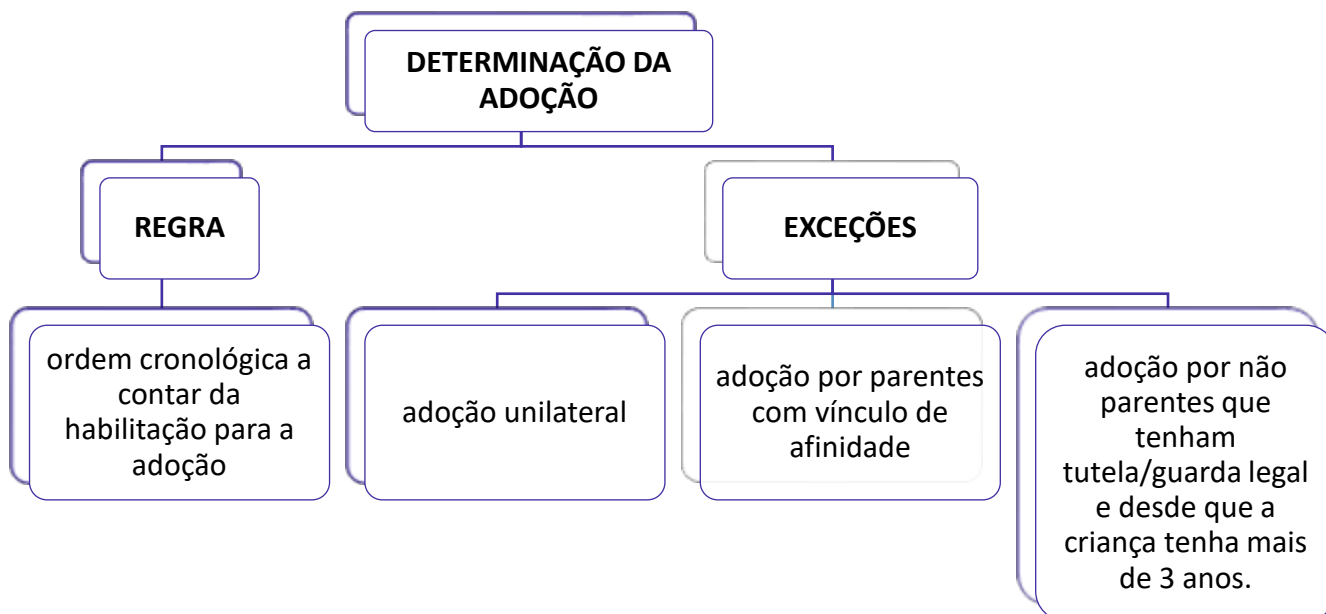 DETERMINAÇÃO DA
ADOÇÃO
REGRA
EXCEÇÕES
ordem cronológica a
contar da
habilitação para a
adoção
adoção unilateral
adoção por parentes
com vínculo de
afinidade
adoção por não
parentes que
tenham
tutela/guarda legal
e desde que a
criança tenha mais
de 3 anos.